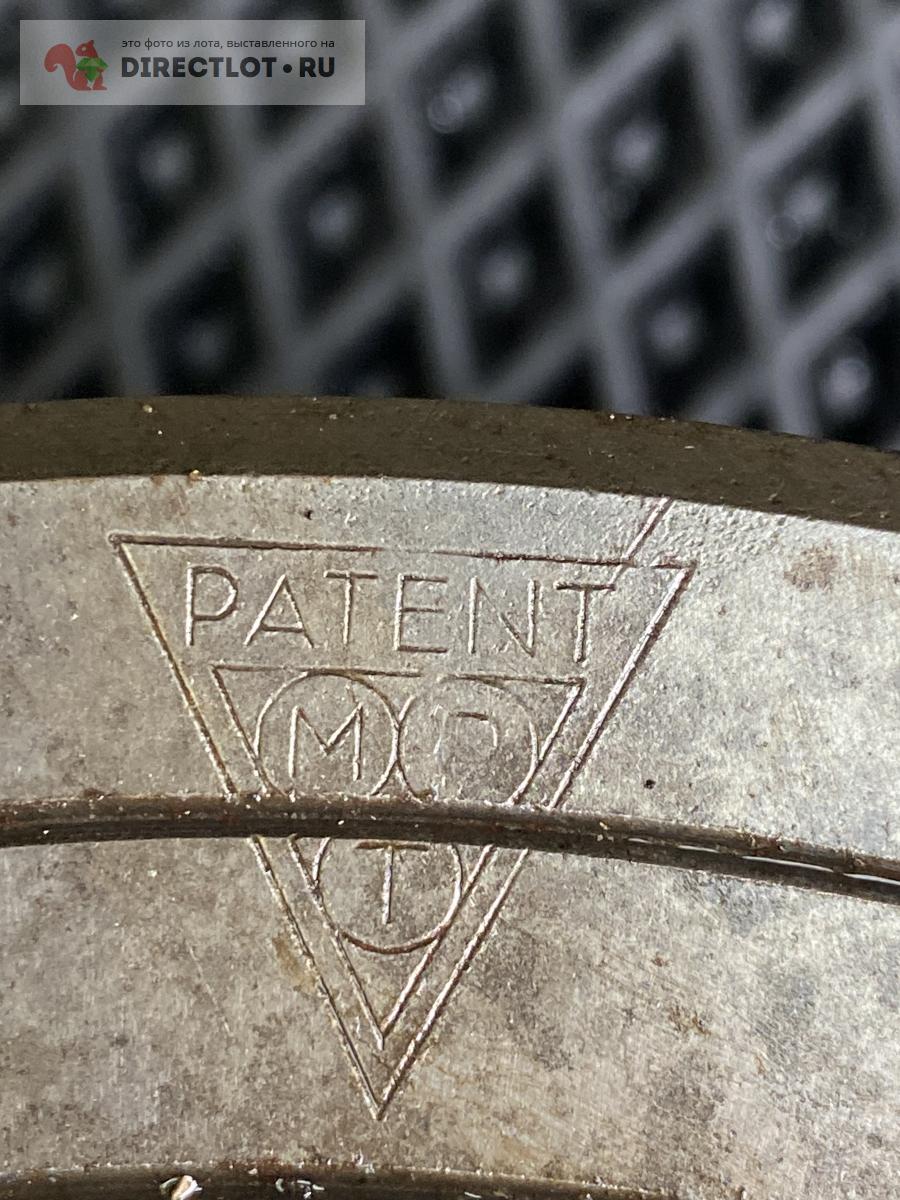 это фото из лота, выставленного на
DIRECTLOT•RU
PATENT
M P
T